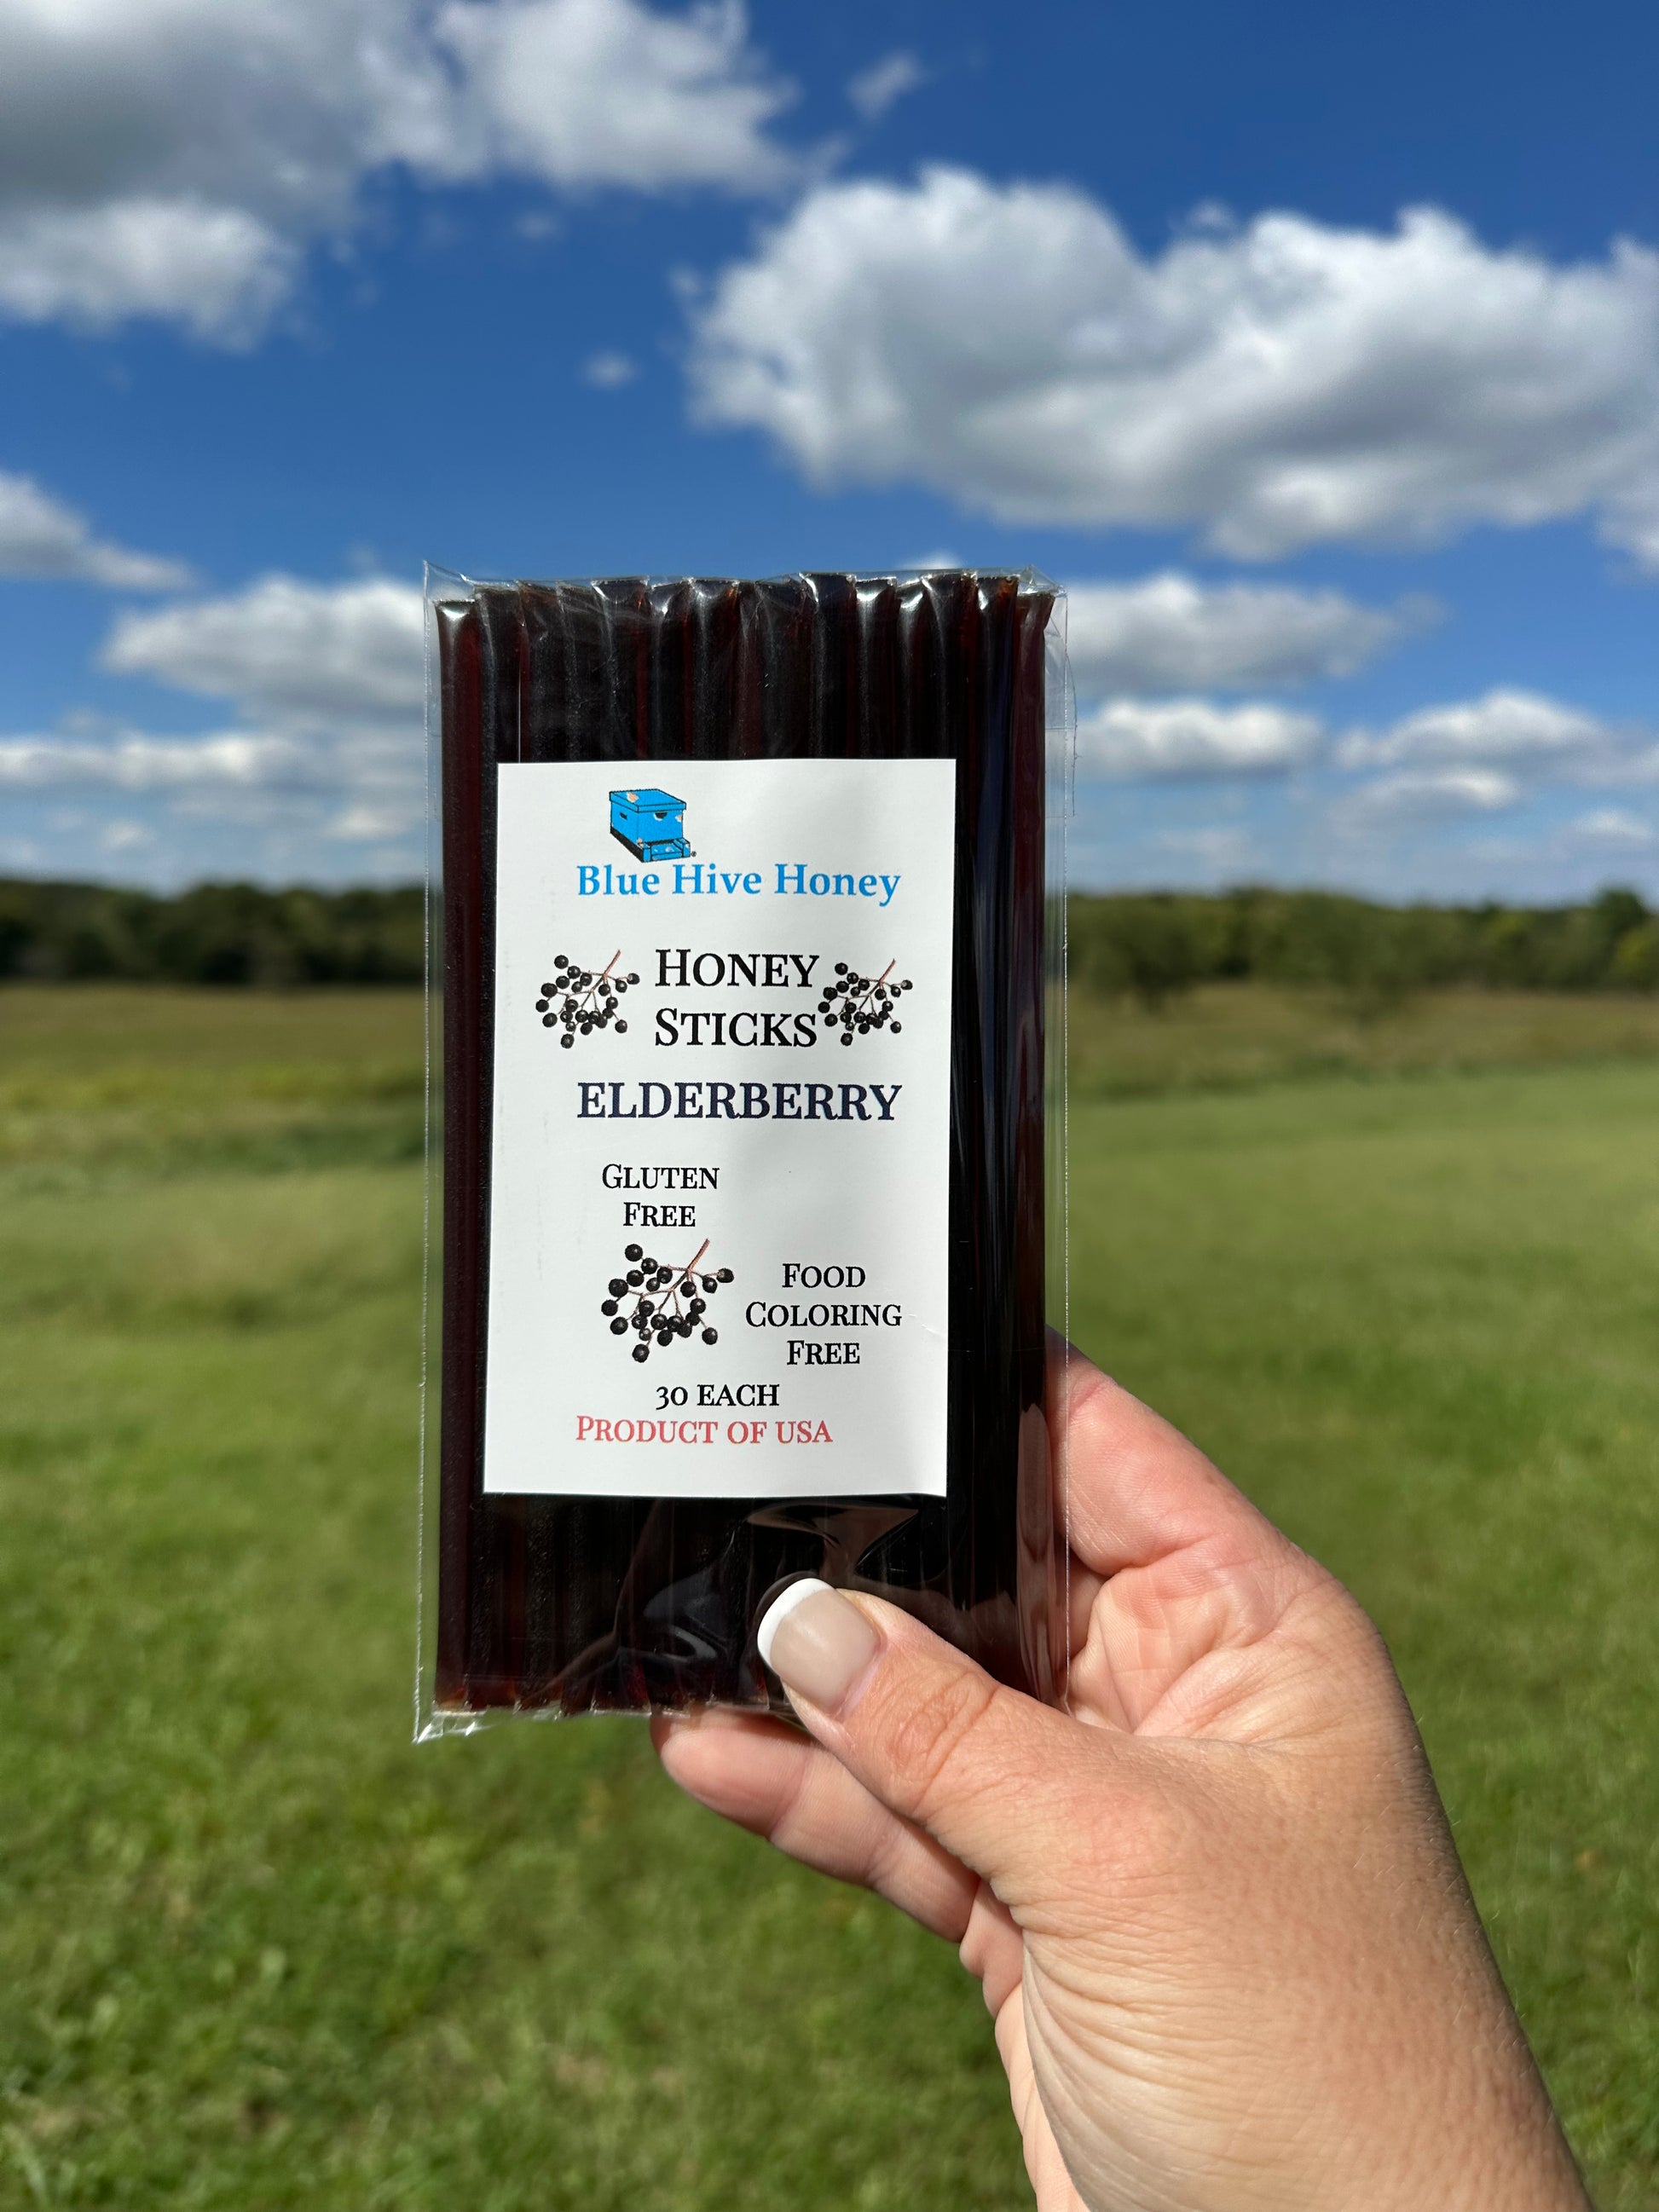 Blue Hive Honey
HONEY
STICKS
ELDERBERRY
GLUTEN
FREE
FOOD
COLORING
FREE
30 EACH
PRODUCT OF USA